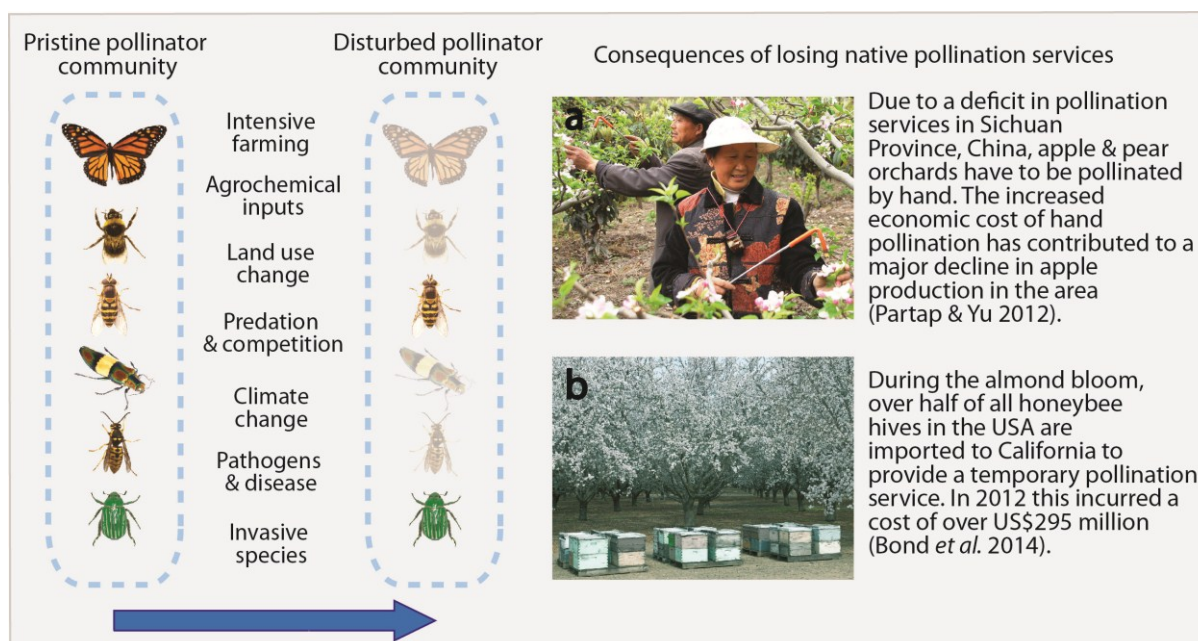 Pristine pollinator
community
Disturbed pollinator
community
Intensive
farming
Agrochemical
inputs
Land use
change
Predation
& competition
Climate
change
Pathogens
& disease
Invasive
species
Consequences of losing native pollination services
a
Due to a deficit in pollination
services in Sichuan
Province, China, apple & pear
orchards have to be pollinated
by hand. The increased
economic cost of hand
pollination has contributed to a
major decline in apple
production in the area
(Partap & Yu 2012).
b
During the almond bloom,
over half of all honeybee
hives in the USA are
imported to California to
provide a temporary pollination
service. In 2012 this incurred a
cost of over US$295 million
(Bond et al. 2014).